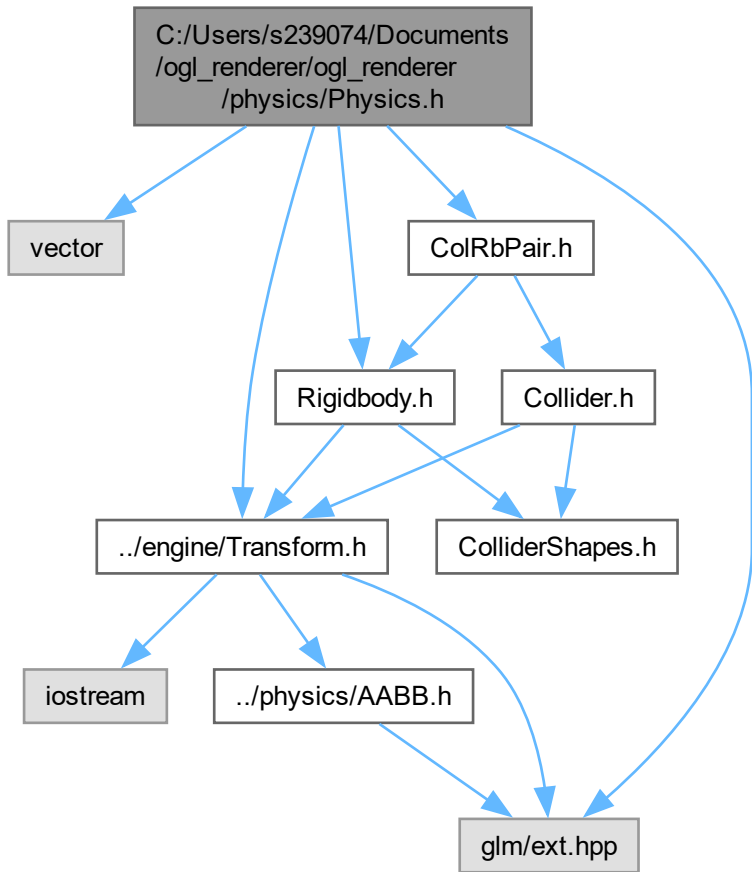 C:/Users/s239074/Documents
/ogl_renderer/ogl_renderer
/physics/Physics.h
vector
ColRbPair.h
Rigidbody.h
Collider.h
../engine/Transform.h
ColliderShapes.h
iostream
../physics/AABB.h
glm/ext.hpp